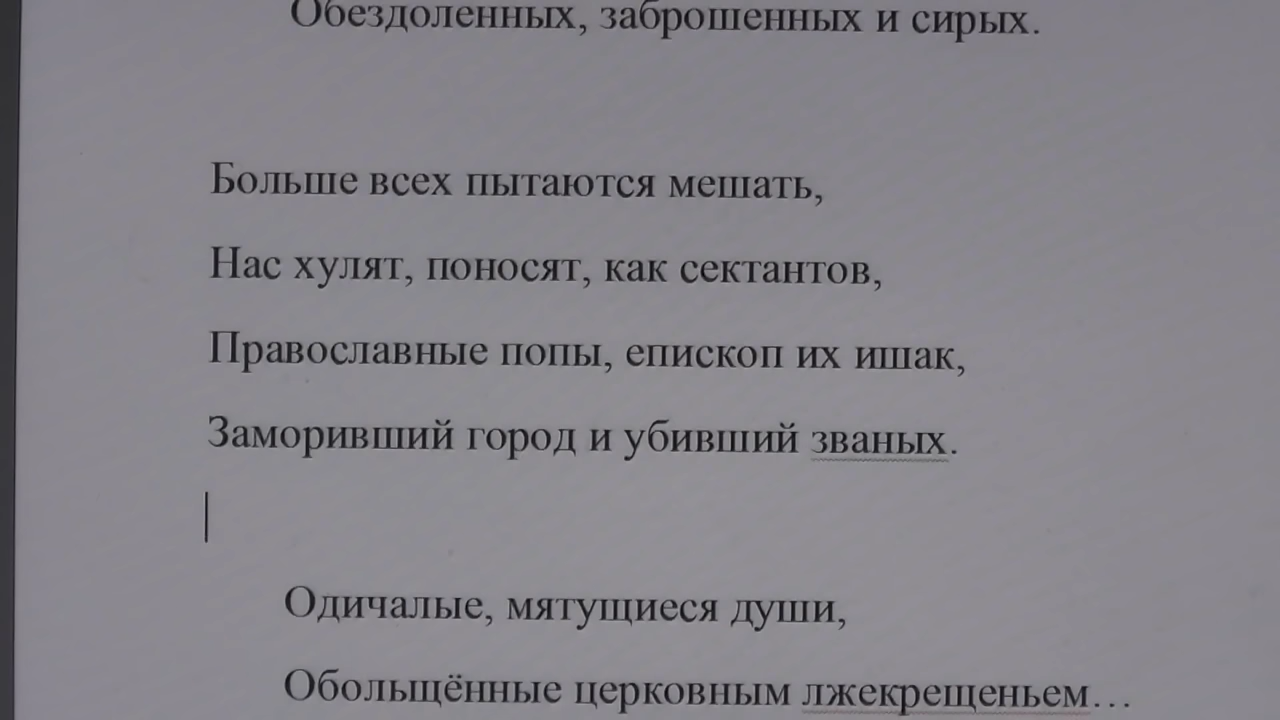 Обездоленных, заброшенных и сирых.
Больше всех пытаются мешать,
Нас хулят, поносят, как сектантов,
Православные попы, епископ их ишак,
Заморивший город и убивший званых.
Одичалые, мятущиеся души,
Обольщённые церковным лжекрещеньем…